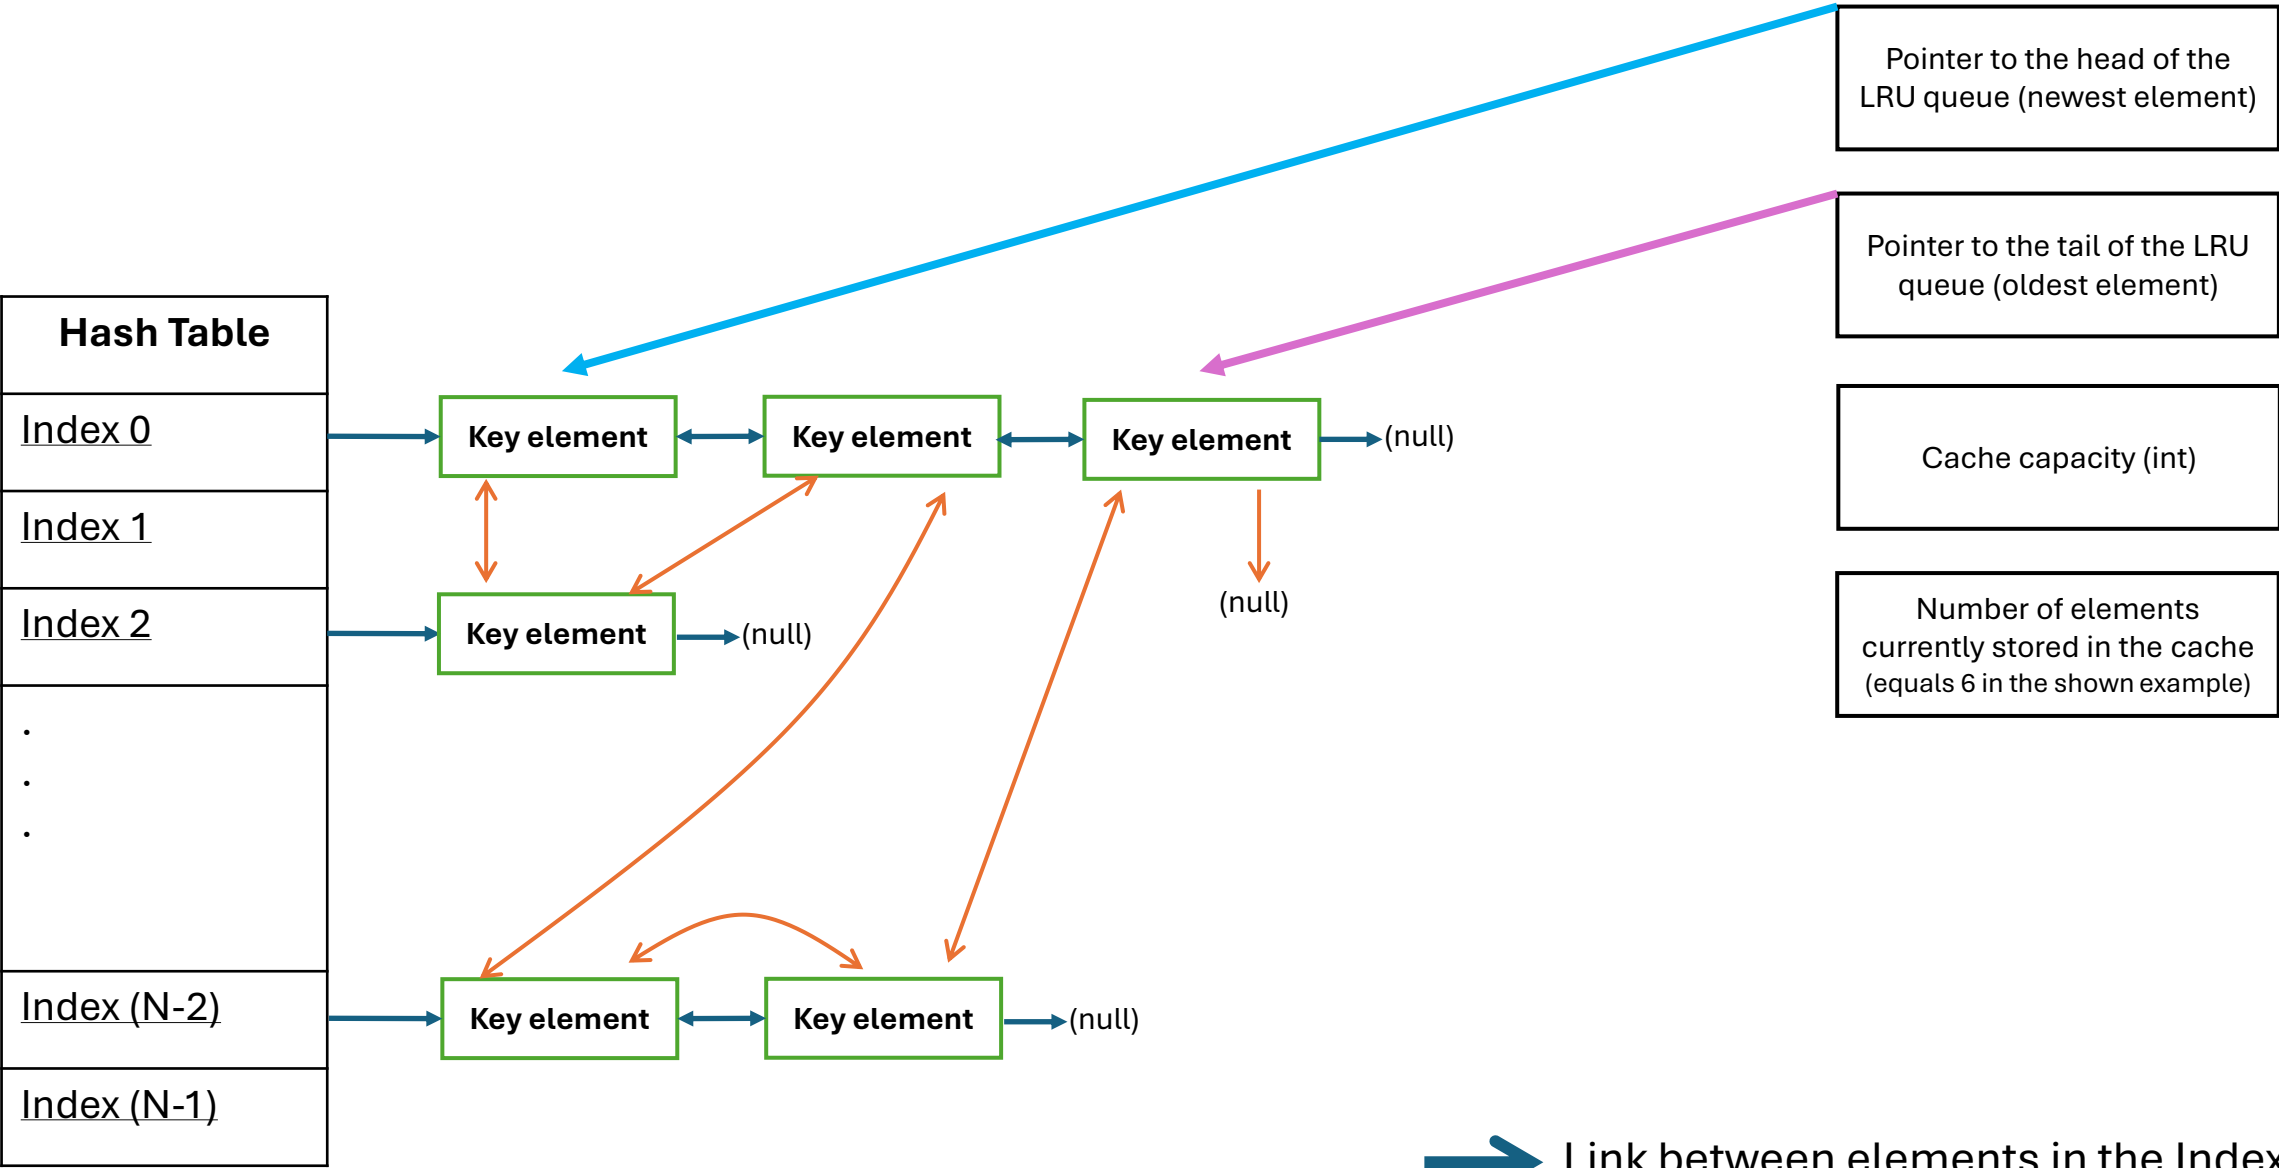 Pointer to the head of the
LRU queue (newest element)
Pointer to the tail of the LRU
queue (oldest element)
Hash Table
Index 0
Key element
Key element
Key element
(null)
Cache capacity (int)
Index 1
Index 2
Key element
(null)
(null)
Number of elements
currently stored in the cache
(equals 6 in the shown example)
.
.
.
Index (N-2)
Key element
Key element
(null)
Index (N-1)
Link between elements in the Index